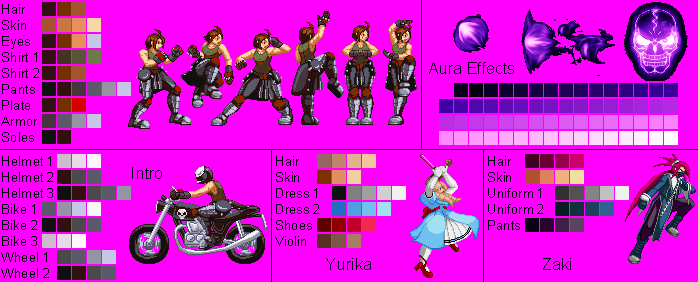 Hair
Skin
Eyes
Shirt 1
Shirt 2
Pants
Plate
Armor
Soles
Aura Effects
Helmet 1
Helmet 2
Helmet 3
Bike 1
Bike 2
Bike 3
Wheel 1
Wheel 2
Intro
Hair
Skin
Dress 1
Dress 2
Shoes
Violin
Yurika
Hair
Skin
Uniform 1
Uniform 2
Pants
Zaki